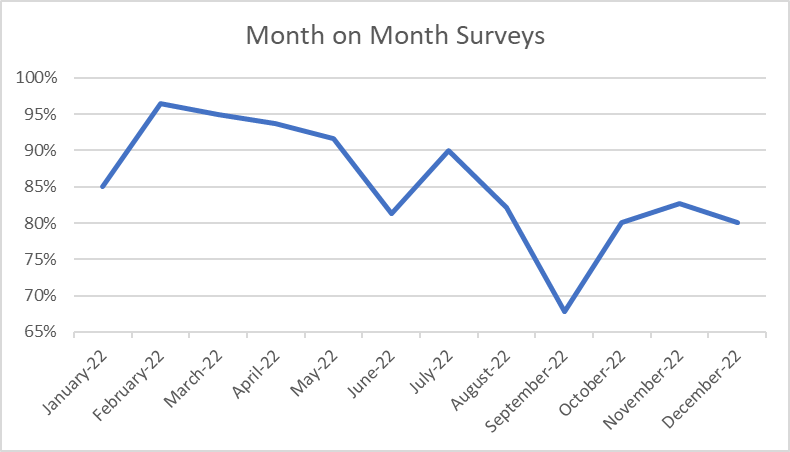 Month on Month Surveys
100%
95%
90%
85%
80%
75%
70%
65%
January-22
February-22
March-22
April-22
May-22
June-22
July-22
August-22
September-22
October-22
November-22
December-22